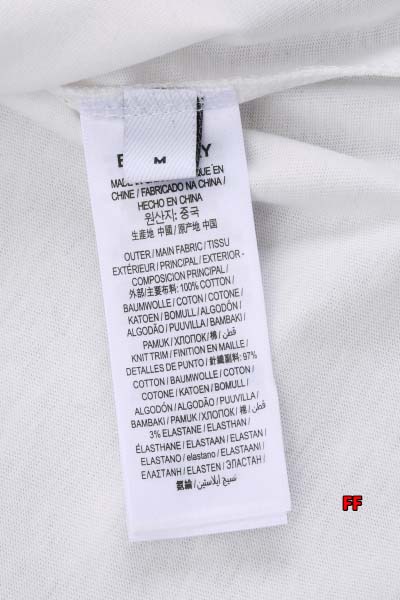 M
MADE IN
QUE EN
CHINE / FABRICADO NA CHINA /
HECHO EN CHINA
원산지: 중국
生産地 中國 / 原产地 中国
OUTER / MAIN FABRIC / TISSU
EXTÉRIEUR / PRINCIPAL / EXTERIOR -
COMPOSICION PRINCIPAL /
外部/主要布料: 100% COTTON /
BAUMWOLLE / COTON / COTONE /
KATOEN / BOMULL / ALGODÓN /
ALGODÃO / PUUVILLA / BAMBAKI /
PAMUK / ХЛОПОК / 棉 / قطن
KNIT TRIM / FINITION EN MAILLE /
DETALLES DE PUNTO / 針織副料: 97%
COTTON / BAUMWOLLE / COTON /
COTONE / KATOEN / BOMULL /
ALGODÓN / ALGODÃO / PUUVILLA /
BAMBAKI / PAMUK / ХЛОПОК / 棉 / قطن
3% ELASTANE / ELASTHAN /
ÉLASTHANE / ELASTAAN / ELASTAN /
ELASTANO / elastano / ELASTAANI /
ΕΛΑΣΤΑΝΗ / ELASTEN / ЭЛАСТАН /
氨綸 / نسيج إيلاستين
FF